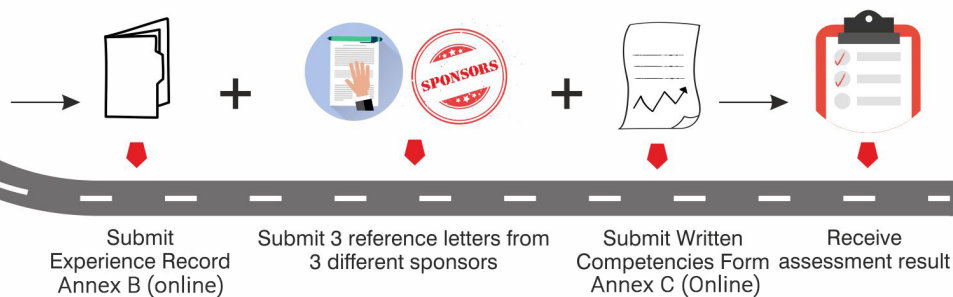 SPONSORS
Submit
Experience Record
Annex B (online)
Submit 3 reference letters from
3 different sponsors
Submit Written
Competencies Form
Annex C (Online)
Receive
assessment result